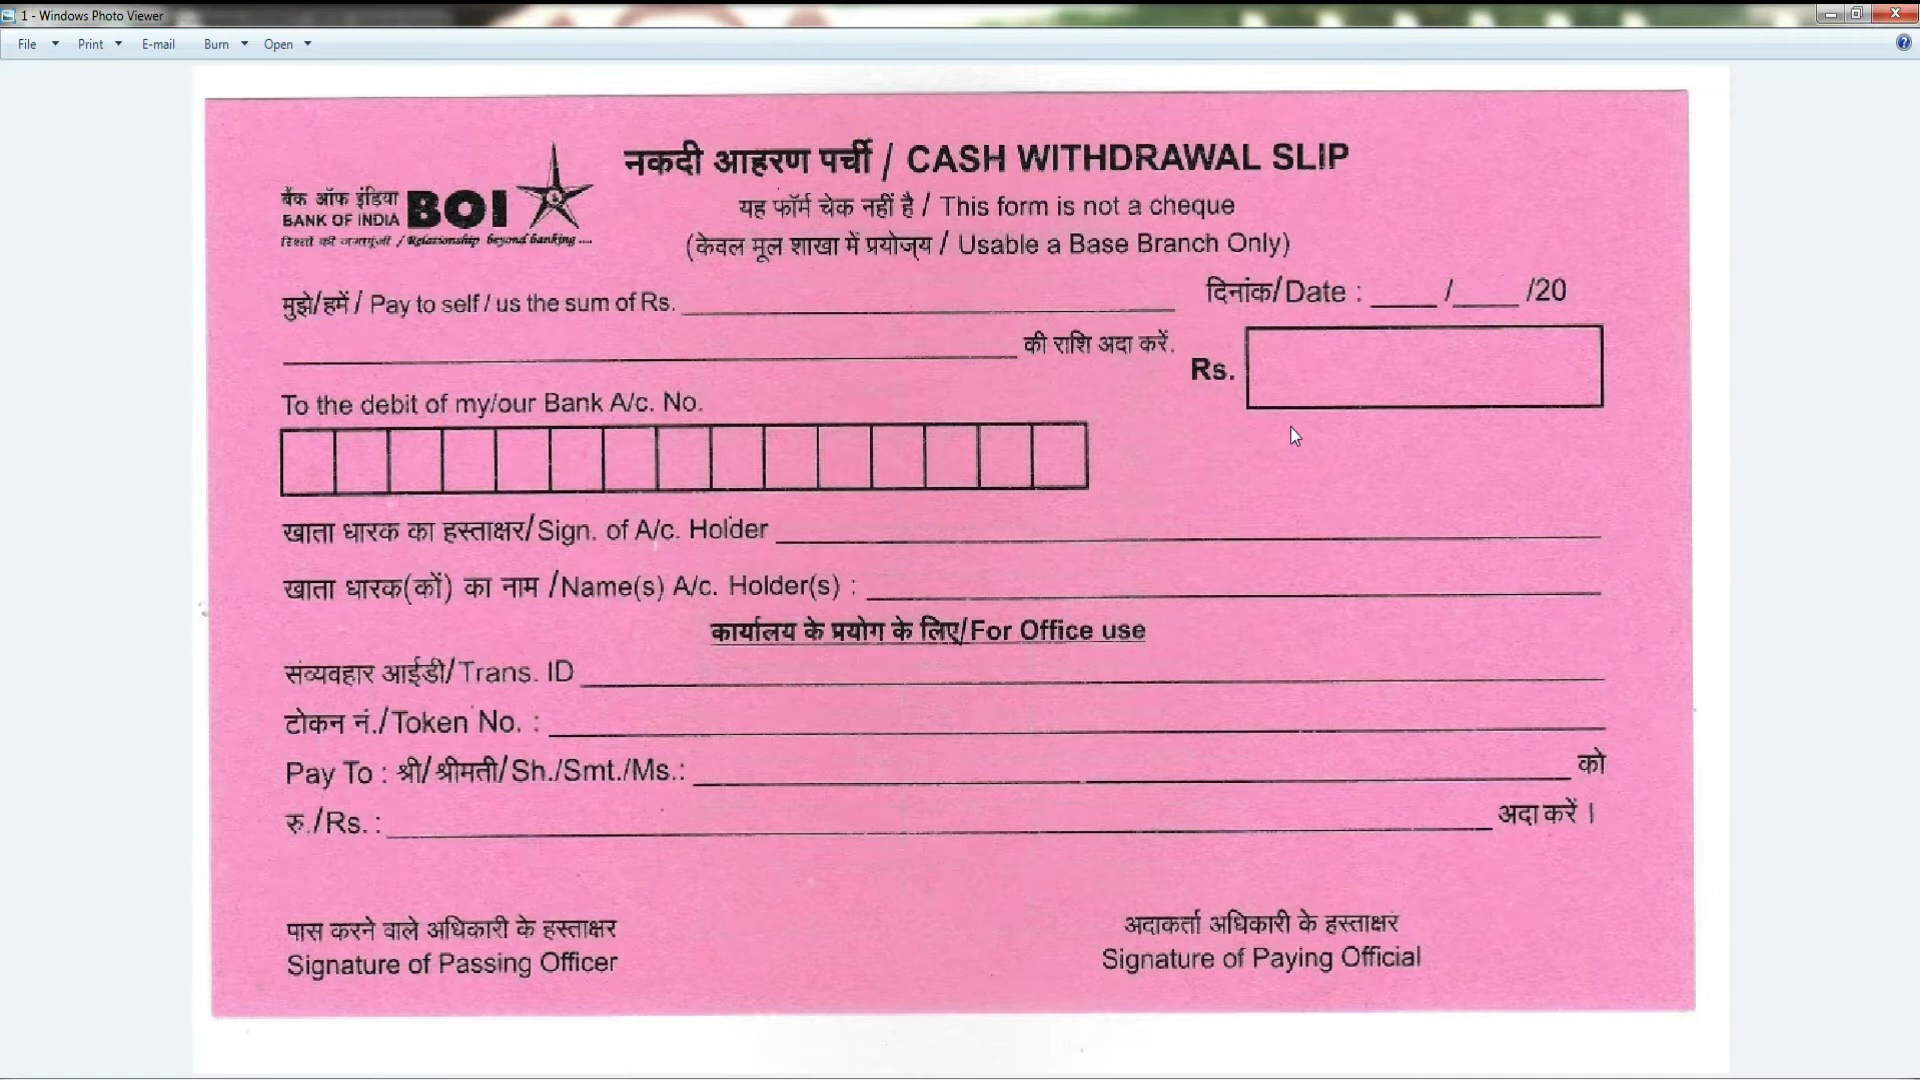 1 - Windows Photo Viewer
File Print E-mail Burn Open
नकदी आहरण पर्ची / CASH WITHDRAWAL SLIP
बैंक ऑफ इंडिया
BANK OF INDIA BOI
रिश्तों की जमापूंजी / Relationship beyond banking ....
यह फॉर्म चेक नहीं है / This form is not a cheque
(केवल मूल शाखा में प्रयोज्य / Usable a Base Branch Only)
दिनांक/Date : ____ /____ /20
मुझे/हमें / Pay to self / us the sum of Rs.
की राशि अदा करें.
Rs.
To the debit of my/our Bank A/c. No.
खाता धारक का हस्ताक्षर/Sign. of A/c. Holder
खाता धारक(कों) का नाम /Name(s) A/c. Holder(s) :
कार्यालय के प्रयोग के लिए/For Office use
संव्यवहार आईडी/Trans. ID
टोकन नं./Token No. :
Pay To : श्री/श्रीमती/Sh./Smt./Ms.: को
रु./Rs. : अदा करें ।
पास करने वाले अधिकारी के हस्ताक्षर
Signature of Passing Officer
अदाकर्ता अधिकारी के हस्ताक्षर
Signature of Paying Official